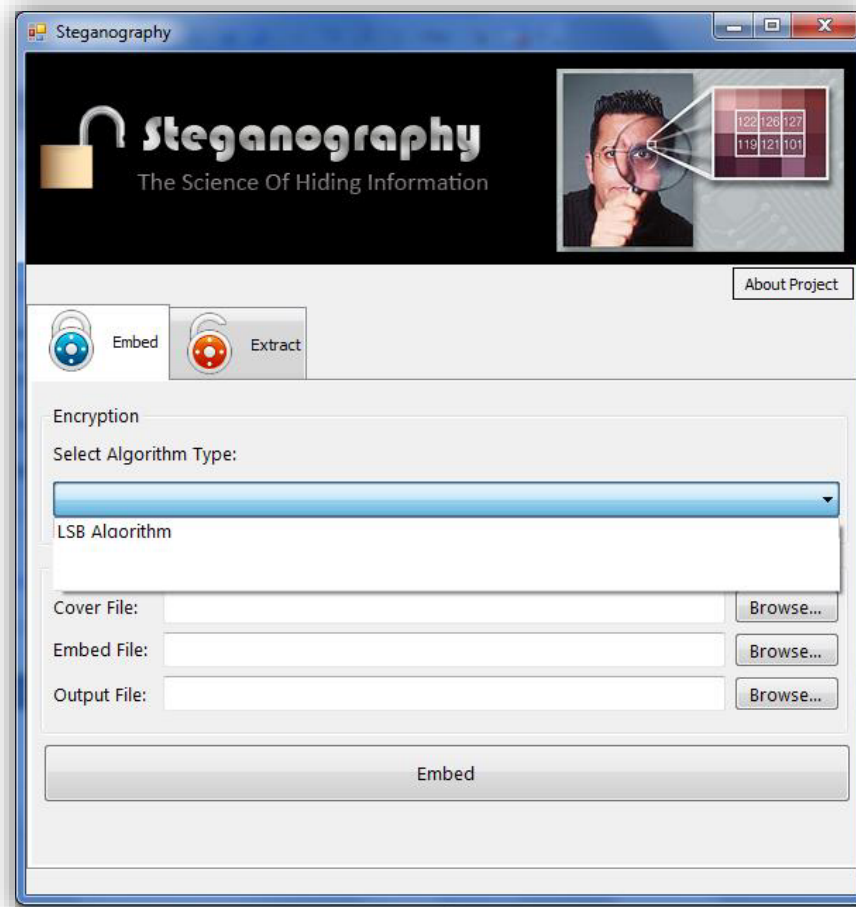 Steganography
Steganography
The Science Of Hiding Information
122 126 127
119 121 101
About Project
Embed
Extract
Encryption
Select Algorithm Type:
LSB Algorithm
Cover File:
Browse...
Embed File:
Browse...
Output File:
Browse...
Embed